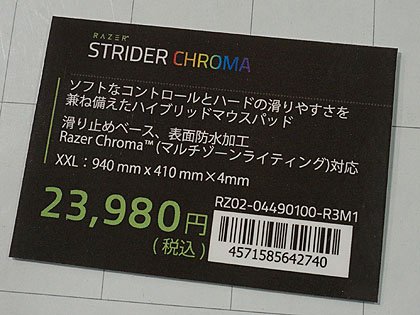 RAZER
STRIDER CHROMA
ソフトなコントロールとハードの滑りやすさを
兼ね備えたハイブリッドマウスパッド
滑り止めベース、表面防水加工
Razer Chroma™(マルチゾーンライティング)対応
XXL：940 mm x 410 mm×4mm
23,980円
(税込)
RZ02-04490100-R3M1
4571585642740